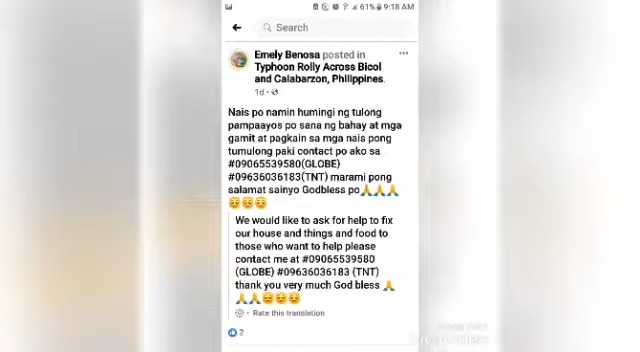 61% 9:18 AM
Search
Emely Benosa posted in
Typhoon Rolly Across Bicol
and Calabarzon, Philippines.
1d
Nais po namin humingi ng tulong
pampaayos po sana ng bahay at mga
gamit at pagkain sa mga nais pong
tumulong paki contact po ako sa
#09065539580(GLOBE)
#09636036183(TNT) marami pong
salamat sainyo Godbless po🙏🙏🙏
😇😇😇
We would like to ask for help to fix
our house and things and food to
those who want to help please
contact me at #09065539580
(GLOBE) #09636036183 (TNT)
thank you very much God bless 🙏
🙏🙏😇😇😇
Rate this translation
2